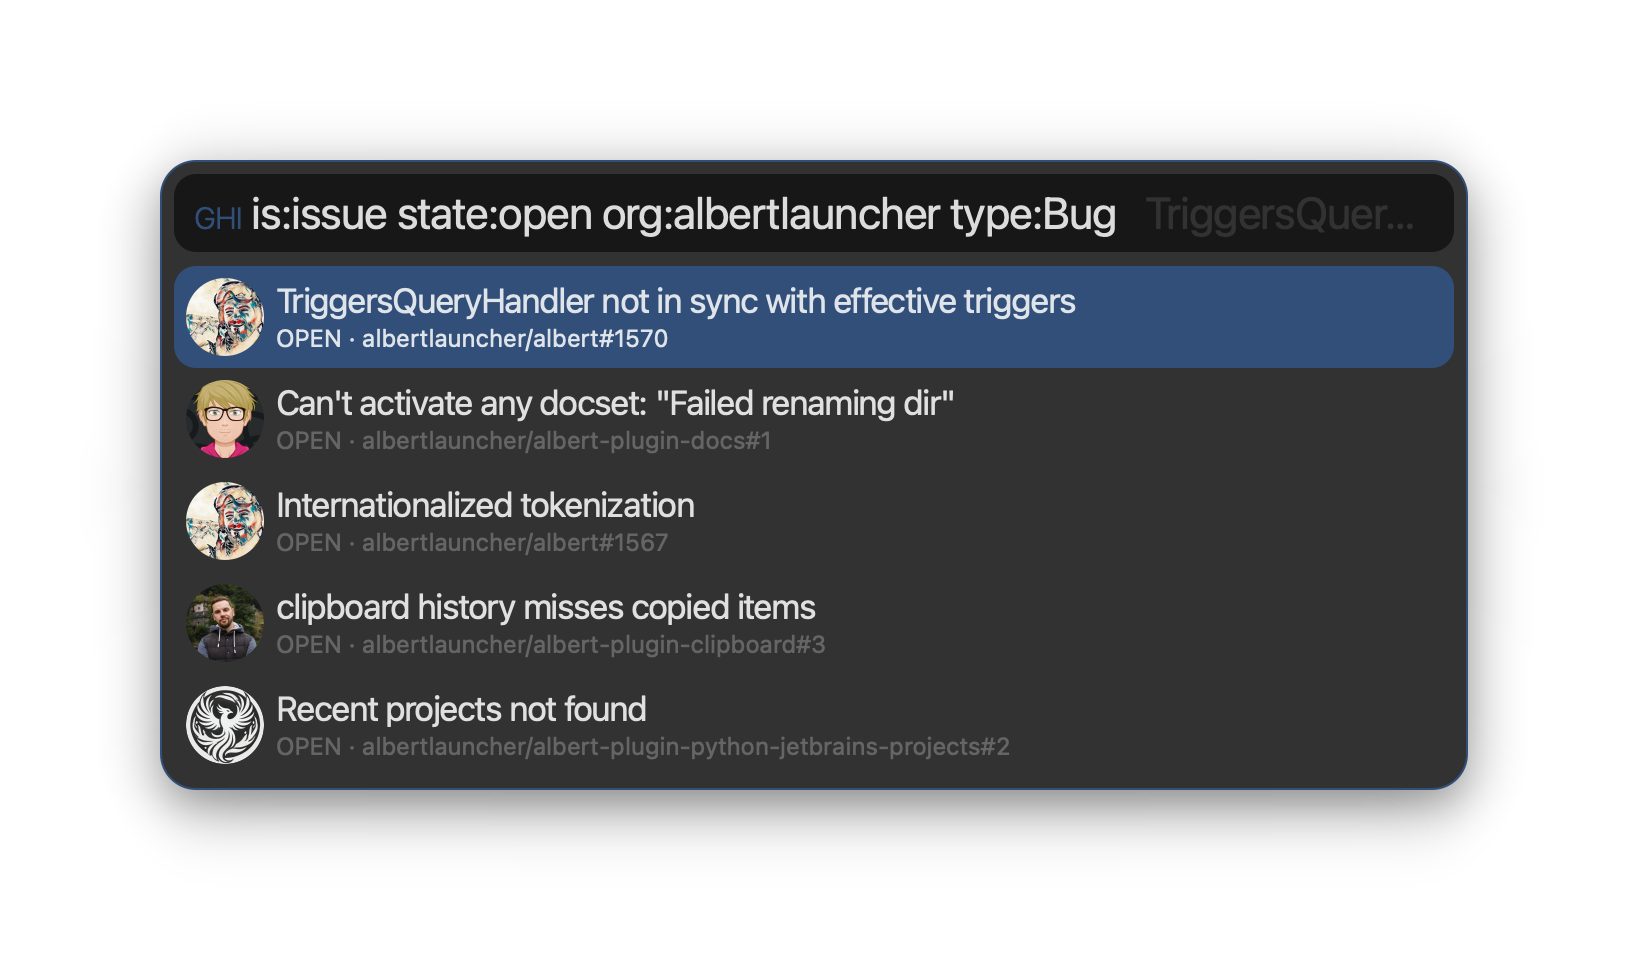 GHI is:issue state:open org:albertlauncher type:Bug TriggersQuer...
TriggersQueryHandler not in sync with effective triggers
OPEN · albertlauncher/albert#1570
Can't activate any docset: "Failed renaming dir"
OPEN · albertlauncher/albert-plugin-docs#1
Internationalized tokenization
OPEN · albertlauncher/albert#1567
clipboard history misses copied items
OPEN · albertlauncher/albert-plugin-clipboard#3
Recent projects not found
OPEN · albertlauncher/albert-plugin-python-jetbrains-projects#2